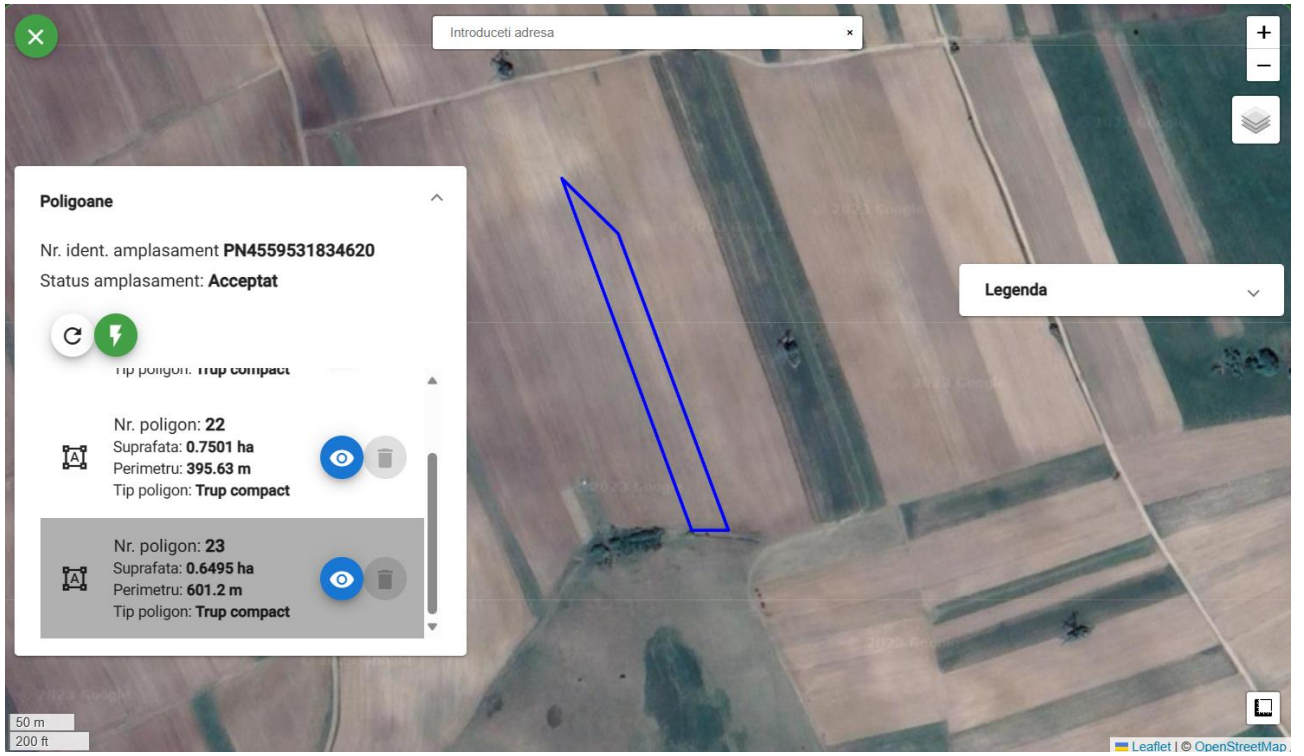 Introduceti adresa
×
+
−
Poligoane
Nr. ident. amplasament PN4559531834620
Status amplasament: Acceptat
Tip poligon: Trup compact
Nr. poligon: 22
Suprafata: 0.7501 ha
Perimetru: 395.63 m
Tip poligon: Trup compact
Nr. poligon: 23
Suprafata: 0.6495 ha
Perimetru: 601.2 m
Tip poligon: Trup compact
Legenda
50 m
200 ft
Leaflet | © OpenStreetMap